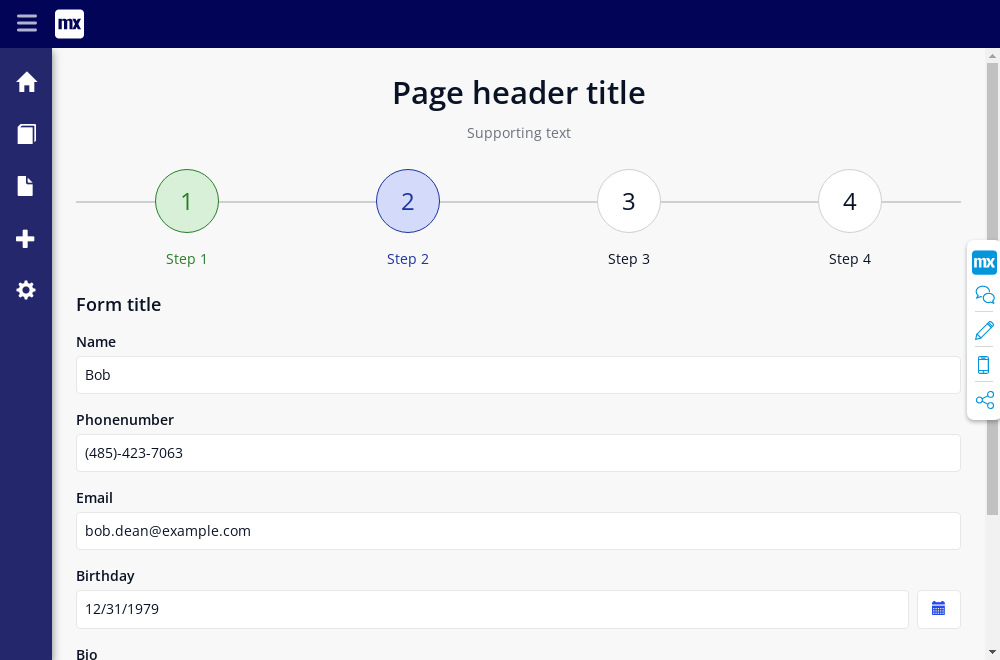 mx
Page header title
Supporting text
1
2
3
4
Step 1
Step 2
Step 3
Step 4
mx
Form title
Name
Bob
Phonenumber
(485)-423-7063
Email
bob.dean@example.com
Birthday
12/31/1979
Bio